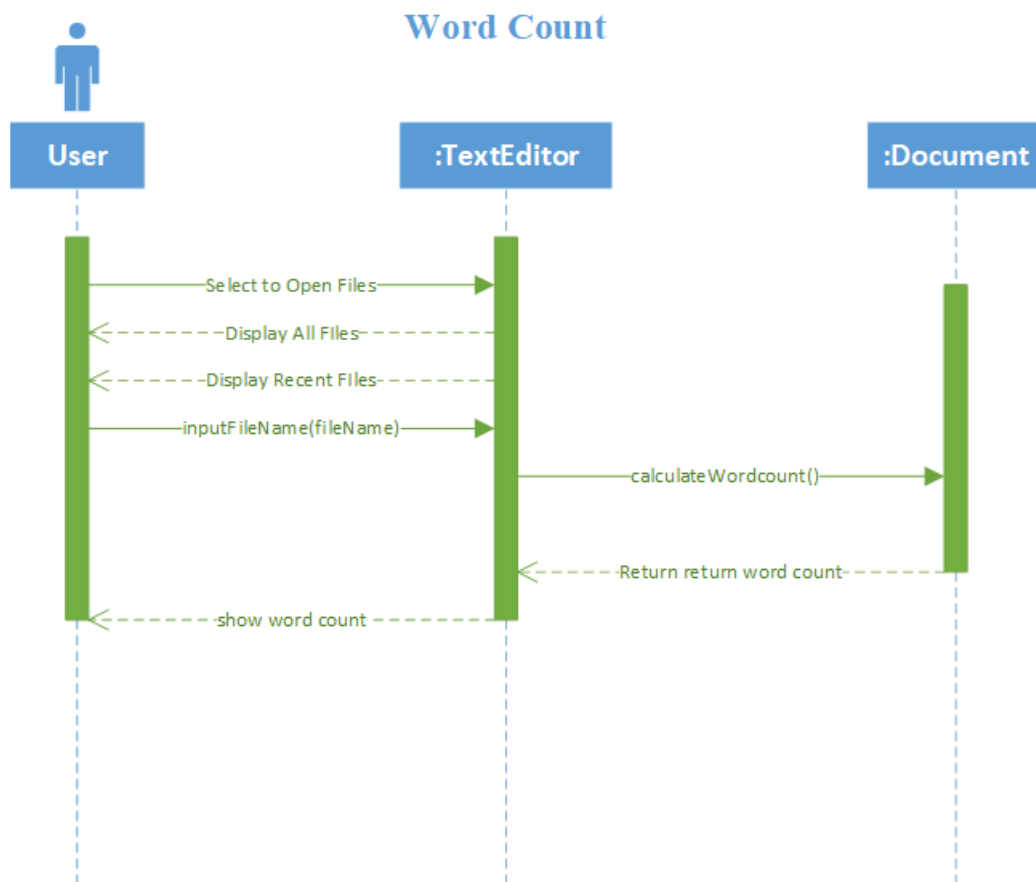 Word Count
User
:TextEditor
:Document
Select to Open Files
Display All FIles
Display Recent FIles
inputFileName(fileName)
calculateWordcount()
Return return word count
show word count